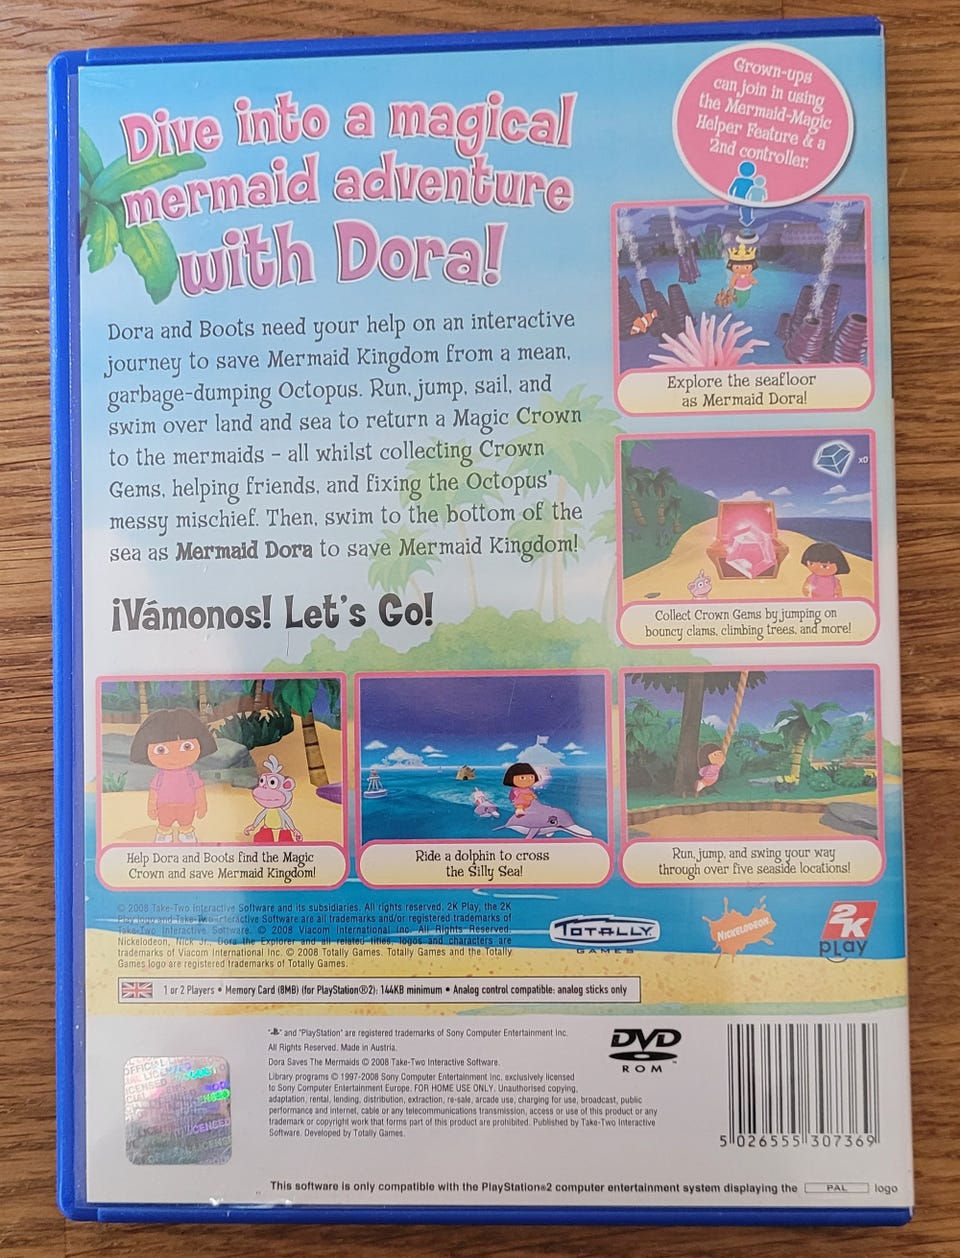 Dive into a magical
mermaid adventure
with Dora!
Grown-ups
can join in using
the Mermaid-Magic
Helper Feature & a
2nd controller.
Dora and Boots need your help on an interactive
journey to save Mermaid Kingdom from a mean,
garbage-dumping Octopus. Run, jump, sail, and
swim over land and sea to return a Magic Crown
to the mermaids – all whilst collecting Crown
Gems, helping friends, and fixing the Octopus'
messy mischief. Then, swim to the bottom of the
sea as Mermaid Dora to save Mermaid Kingdom!
¡Vámonos! Let's Go!
Explore the seafloor
as Mermaid Dora!
x0
Collect Crown Gems by jumping on
bouncy clams, climbing trees, and more!
Help Dora and Boots find the Magic
Crown and save Mermaid Kingdom!
Ride a dolphin to cross
the Silly Sea!
Run, jump, and swing your way
through over five seaside locations!
© 2008 Take-Two Interactive Software and its subsidiaries. All rights reserved. 2K Play, the 2K
Play logo and Take-Two Interactive Software are all trademarks and/or registered trademarks of
Take-Two Interactive Software. © 2008 Viacom International Inc. All Rights Reserved.
Nickelodeon, Nick Jr., Dora the Explorer and all related titles, logos and characters are
trademarks of Viacom International Inc. © 2008 Totally Games. Totally Games and the Totally
Games logo are registered trademarks of Totally Games.
TOTALLY
GAMES
NICKELODEON
2K
play
1 or 2 Players • Memory Card (8MB) (for PlayStation®2): 144KB minimum • Analog control compatible: analog sticks only
" " and "PlayStation" are registered trademarks of Sony Computer Entertainment Inc.
All Rights Reserved. Made in Austria.
Dora Saves The Mermaids © 2008 Take-Two Interactive Software.
Library programs © 1997-2008 Sony Computer Entertainment Inc. exclusively licensed
to Sony Computer Entertainment Europe. FOR HOME USE ONLY. Unauthorised copying,
adaptation, rental, lending, distribution, extraction, re-sale, arcade use, charging for use, broadcast, public
performance and internet, cable or any telecommunications transmission, access or use of this product or any
trademark or copyright work that forms part of this product are prohibited. Published by Take-Two Interactive
Software. Developed by Totally Games.
DVD
ROM
5 026555 307369
This software is only compatible with the PlayStation®2 computer entertainment system displaying the PAL logo